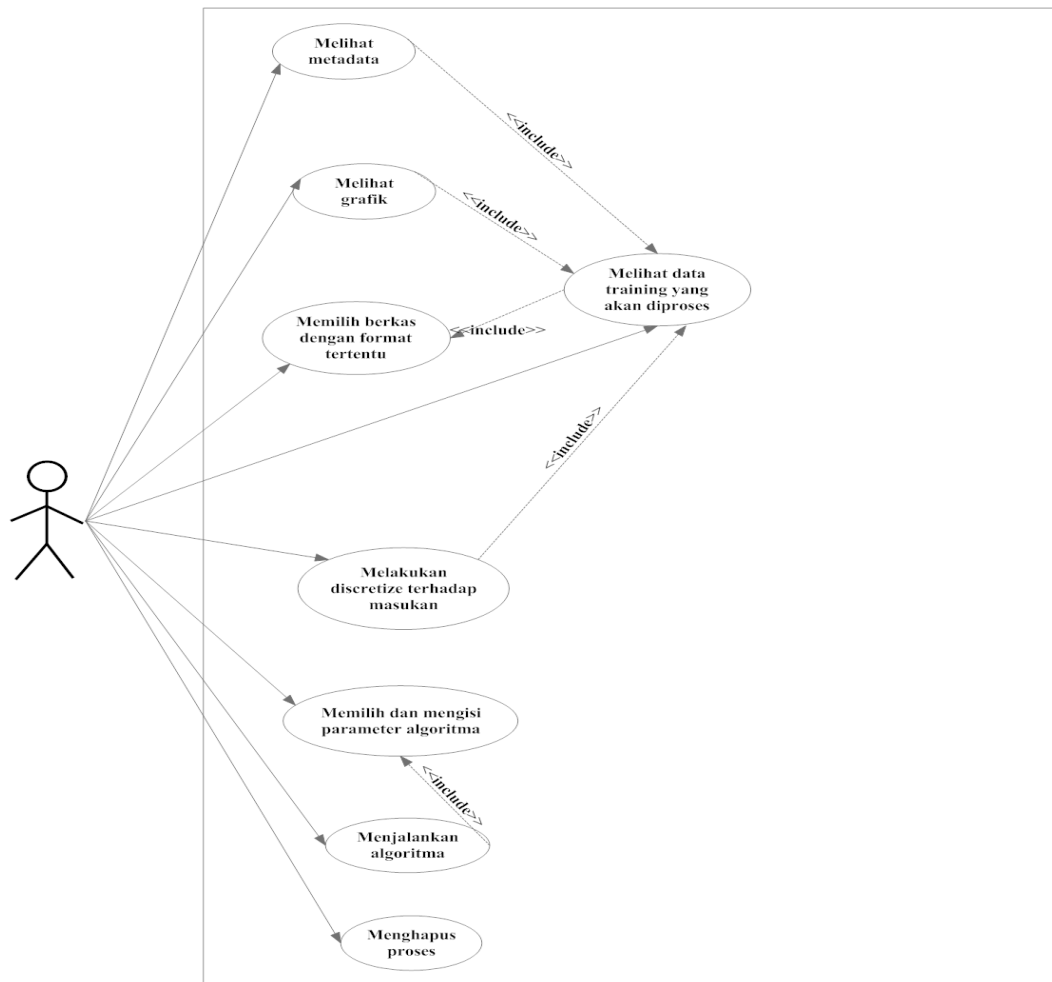 Melihat
metadata
<<include>>
Melihat
grafik
<<include>>
Melihat data
training yang
akan diproses
Memilih berkas
dengan format
tertentu
<<include>>
<<include>>
Melakukan
discretize terhadap
masukan
Memilih dan mengisi
parameter algoritma
<<include>>
Menjalankan
algoritma
Menghapus
proses